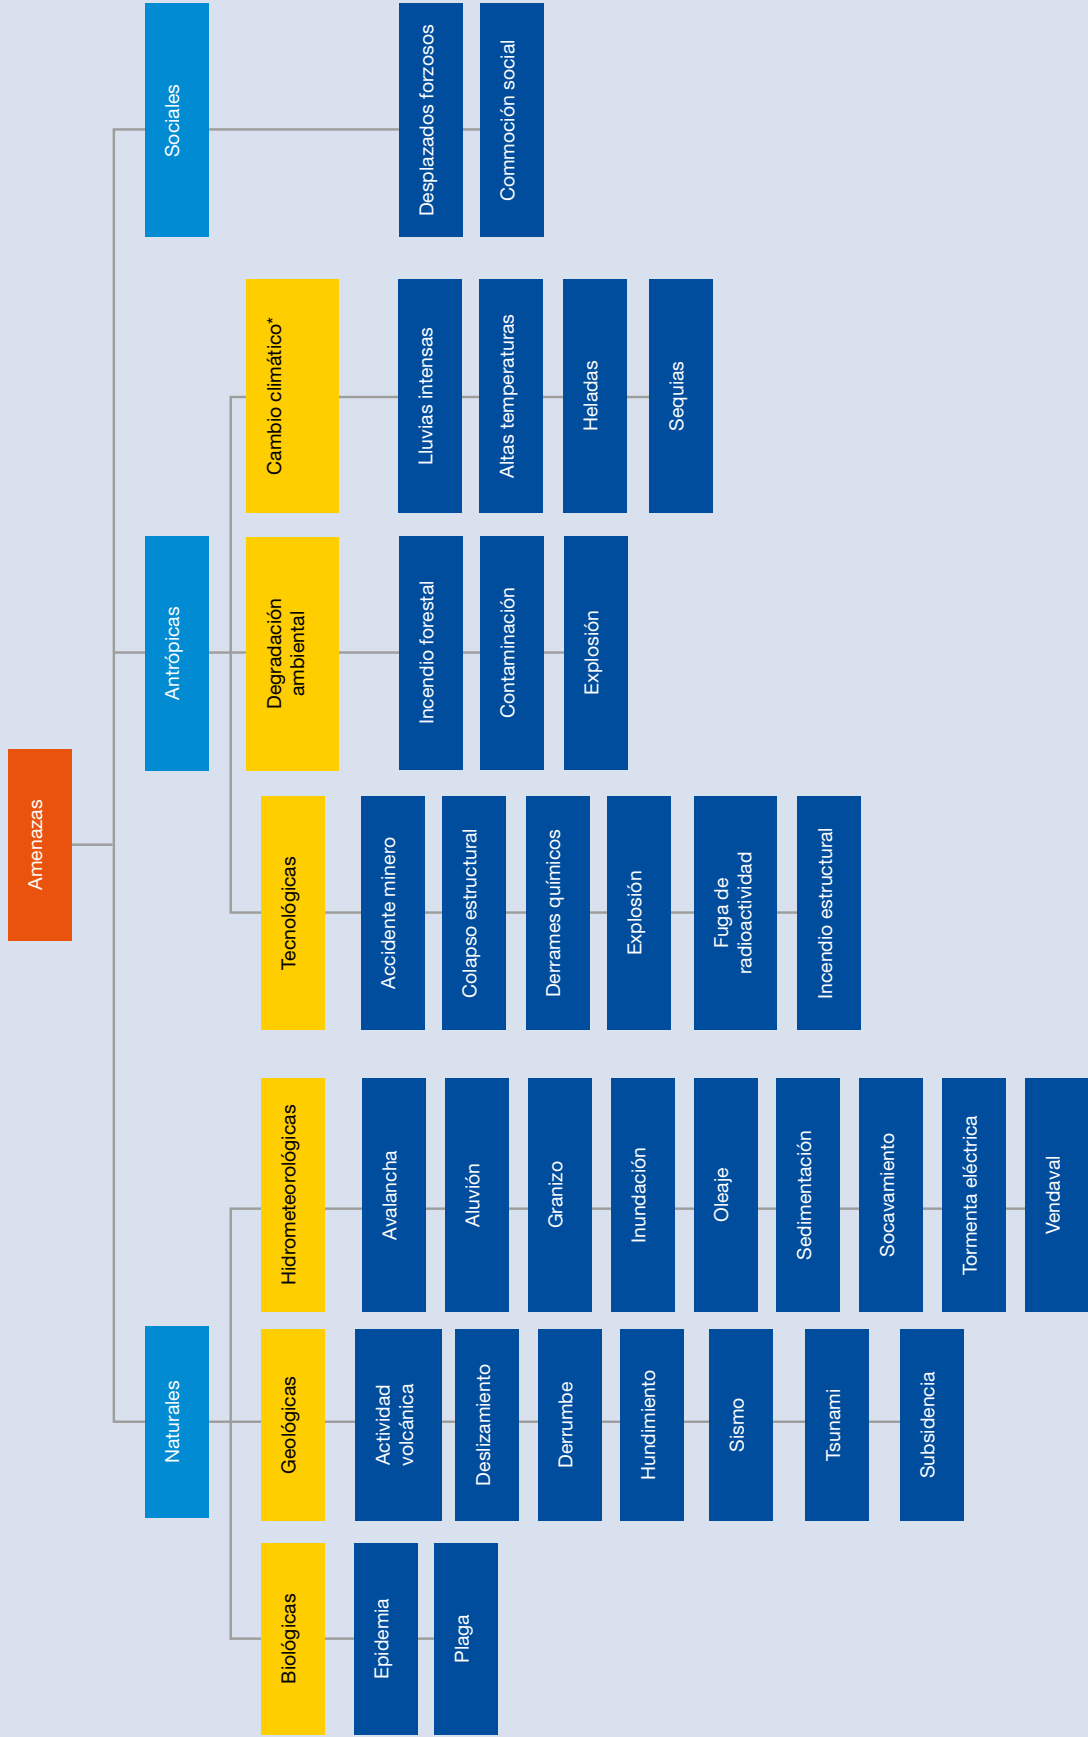 Amenazas
Naturales
Antrópicas
Sociales
Biológicas
Geológicas
Hidrometeorológicas
Tecnológicas
Degradación
ambiental
Cambio climático*
Epidemia
Plaga
Actividad
volcánica
Deslizamiento
Derrumbe
Hundimiento
Sismo
Tsunami
Subsidencia
Avalancha
Aluvión
Granizo
Inundación
Oleaje
Sedimentación
Socavamiento
Tormenta eléctrica
Vendaval
Accidente minero
Colapso estructural
Derrames químicos
Explosión
Fuga de
radioactividad
Incendio estructural
Incendio forestal
Contaminación
Explosión
Lluvias intensas
Altas temperaturas
Heladas
Sequias
Desplazados forzosos
Commoción social